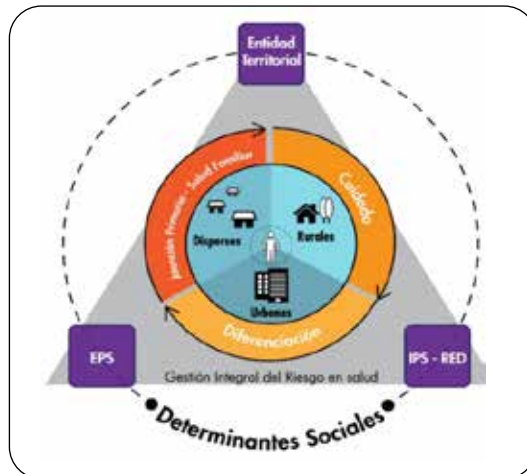 Entidad
Territorial
Atención Primaria - Salud Familiar
Cuidado
Dispersos
Rurales
Urbanos
Diferenciación
EPS
IPS - RED
Gestión Integral del Riesgo en salud
Determinantes Sociales